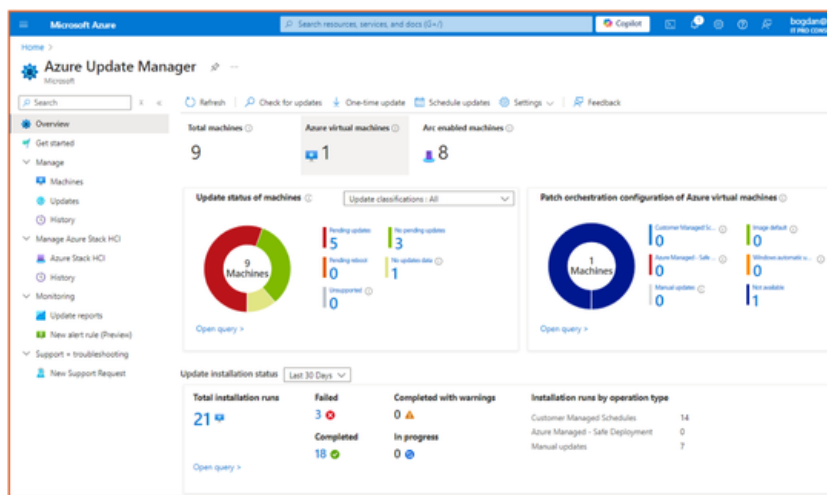 Microsoft Azure
Search resources, services, and docs (G+/)
Copilot
1
bogdan@
IT PRO CONS
Home >
Azure Update Manager
Microsoft
Search
Refresh
Check for updates
One-time update
Schedule updates
Settings
Feedback
Overview
Get started
Manage
Machines
Updates
History
Manage Azure Stack HCI
Azure Stack HCI
History
Monitoring
Update reports
New alert rule (Preview)
Support + troubleshooting
New Support Request
Total machines
9
Azure virtual machines
1
Arc enabled machines
8
Update status of machines
Update classifications : All
9
Machines
Pending updates
5
No pending updates
3
Pending reboot
0
No updates data
1
Unsupported
0
Open query >
Patch orchestration configuration of Azure virtual machines
1
Machines
Customer Managed Sc...
0
Image default
0
Azure Managed - Safe ...
0
Windows automatic u...
0
Manual updates
0
Not available
1
Open query >
Update installation status
Last 30 Days
Total installation runs
21
Failed
3
Completed with warnings
0
Completed
18
In progress
0
Open query >
Installation runs by operation type
Customer Managed Schedules 14
Azure Managed - Safe Deployment 0
Manual updates 7